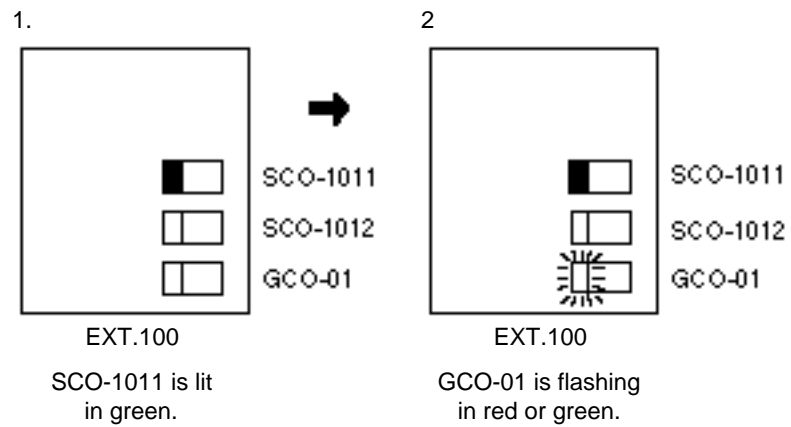 1.
SCO-1011
SCO-1012
GCO-01
EXT.100
SCO-1011 is lit
in green.
2
SCO-1011
SCO-1012
GCO-01
EXT.100
GCO-01 is flashing
in red or green.